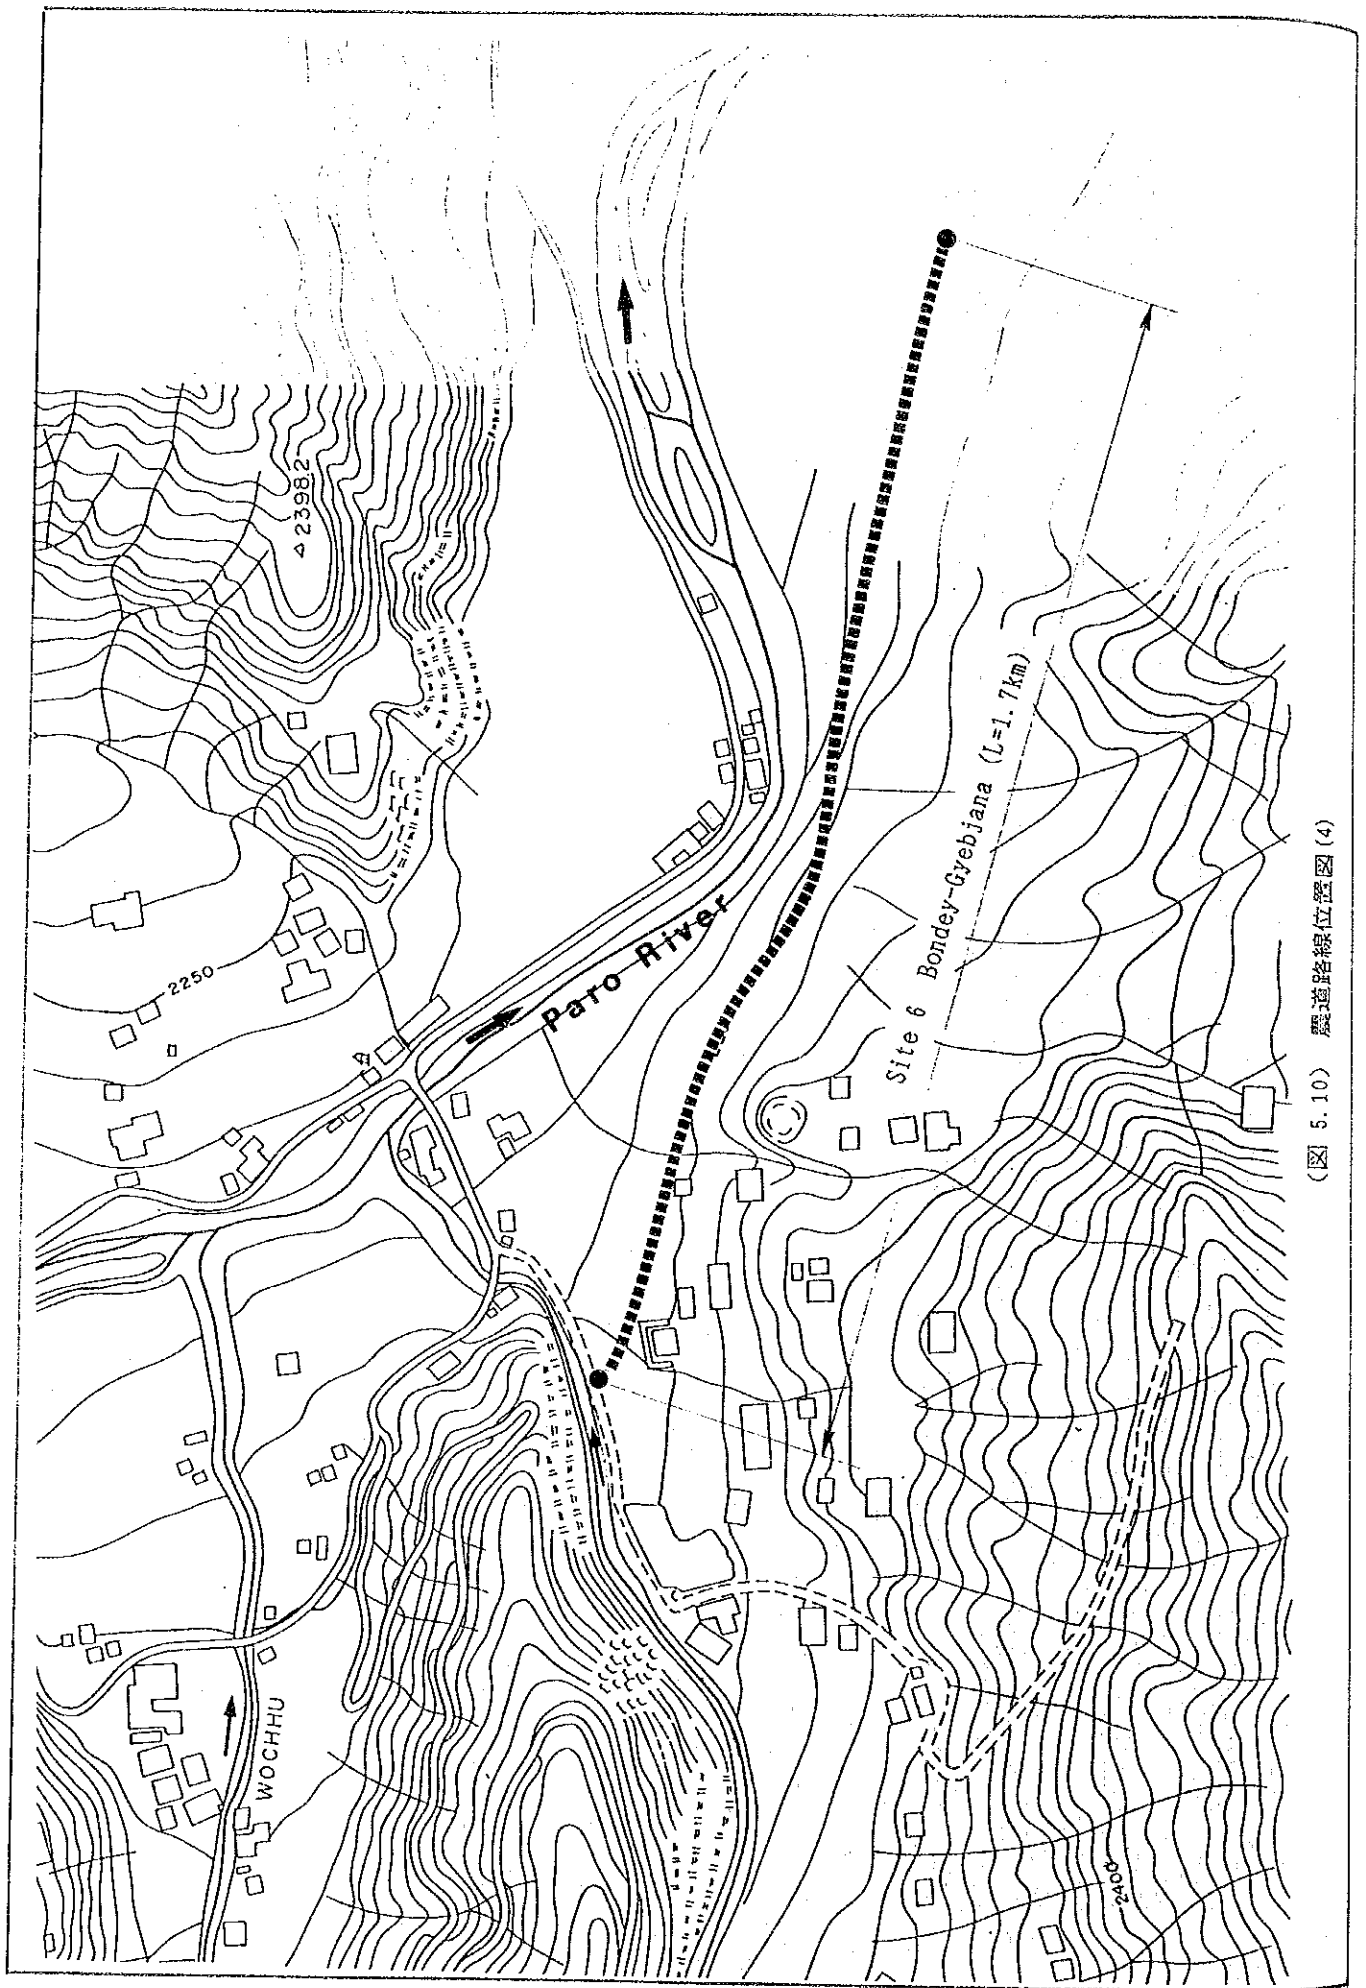 △2398.2
2250
Paro River
Site 6 Bondey-Gyebjana (L=1.7km)
WOCHHU
2400
(図 5.10) 農道路線位置図(4)